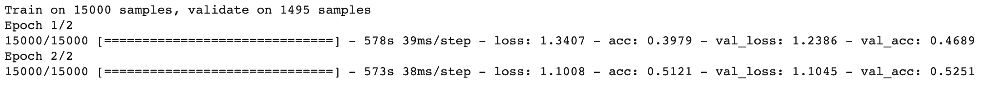 Train on 15000 samples, validate on 1495 samples
Epoch 1/2
15000/15000 [==============================] - 578s 39ms/step - loss: 1.3407 - acc: 0.3979 - val_loss: 1.2386 - val_acc: 0.4689
Epoch 2/2
15000/15000 [==============================] - 573s 38ms/step - loss: 1.1008 - acc: 0.5121 - val_loss: 1.1045 - val_acc: 0.5251